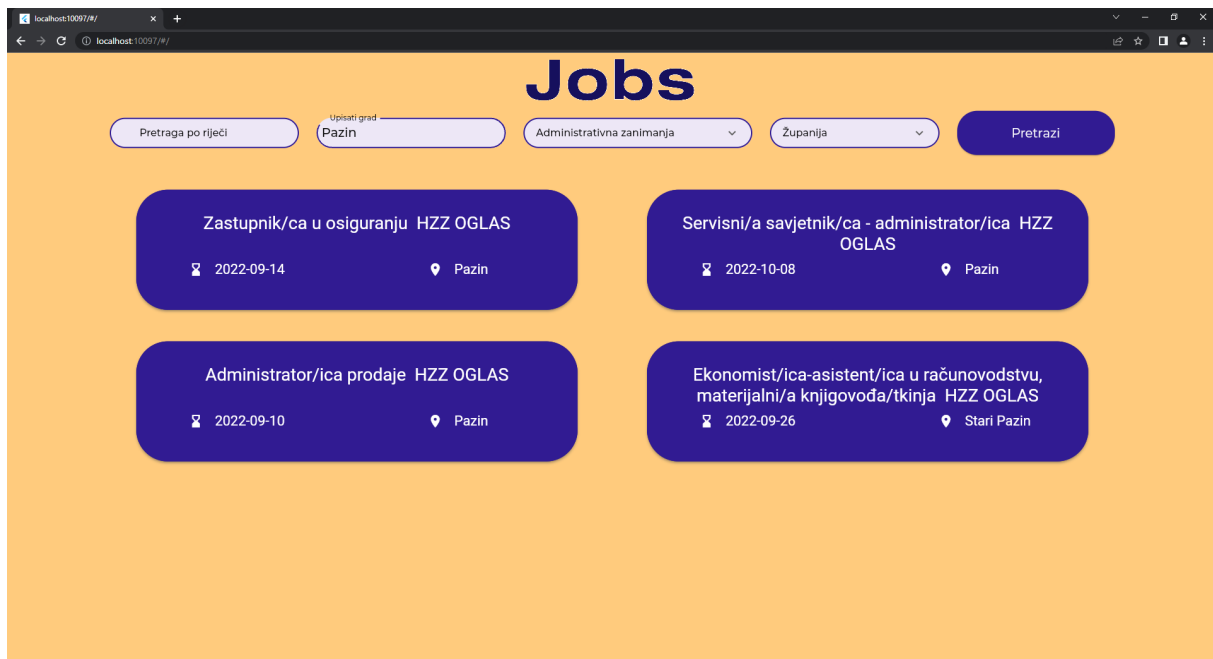 localhost:10097/#/
localhost:10097/#/
Jobs
Pretraga po riječi
Upisati grad
Pazin
Administrativna zanimanja
Županija
Pretrazi
Zastupnik/ca u osiguranju HZZ OGLAS
2022-09-14
Pazin
Servisni/a savjetnik/ca - administrator/ica HZZ
OGLAS
2022-10-08
Pazin
Administrator/ica prodaje HZZ OGLAS
2022-09-10
Pazin
Ekonomist/ica-asistent/ica u računovodstvu,
materijalni/a knjigovođa/tkinja HZZ OGLAS
2022-09-26
Stari Pazin